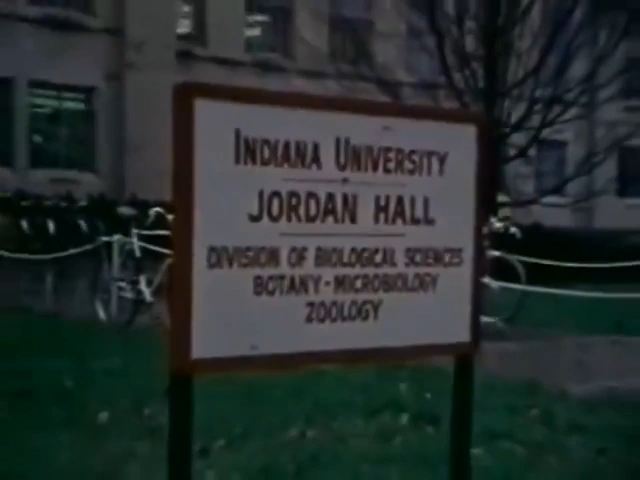 INDIANA UNIVERSITY
JORDAN HALL
DIVISION OF BIOLOGICAL SCIENCES
BOTANY - MICROBIOLOGY
ZOOLOGY